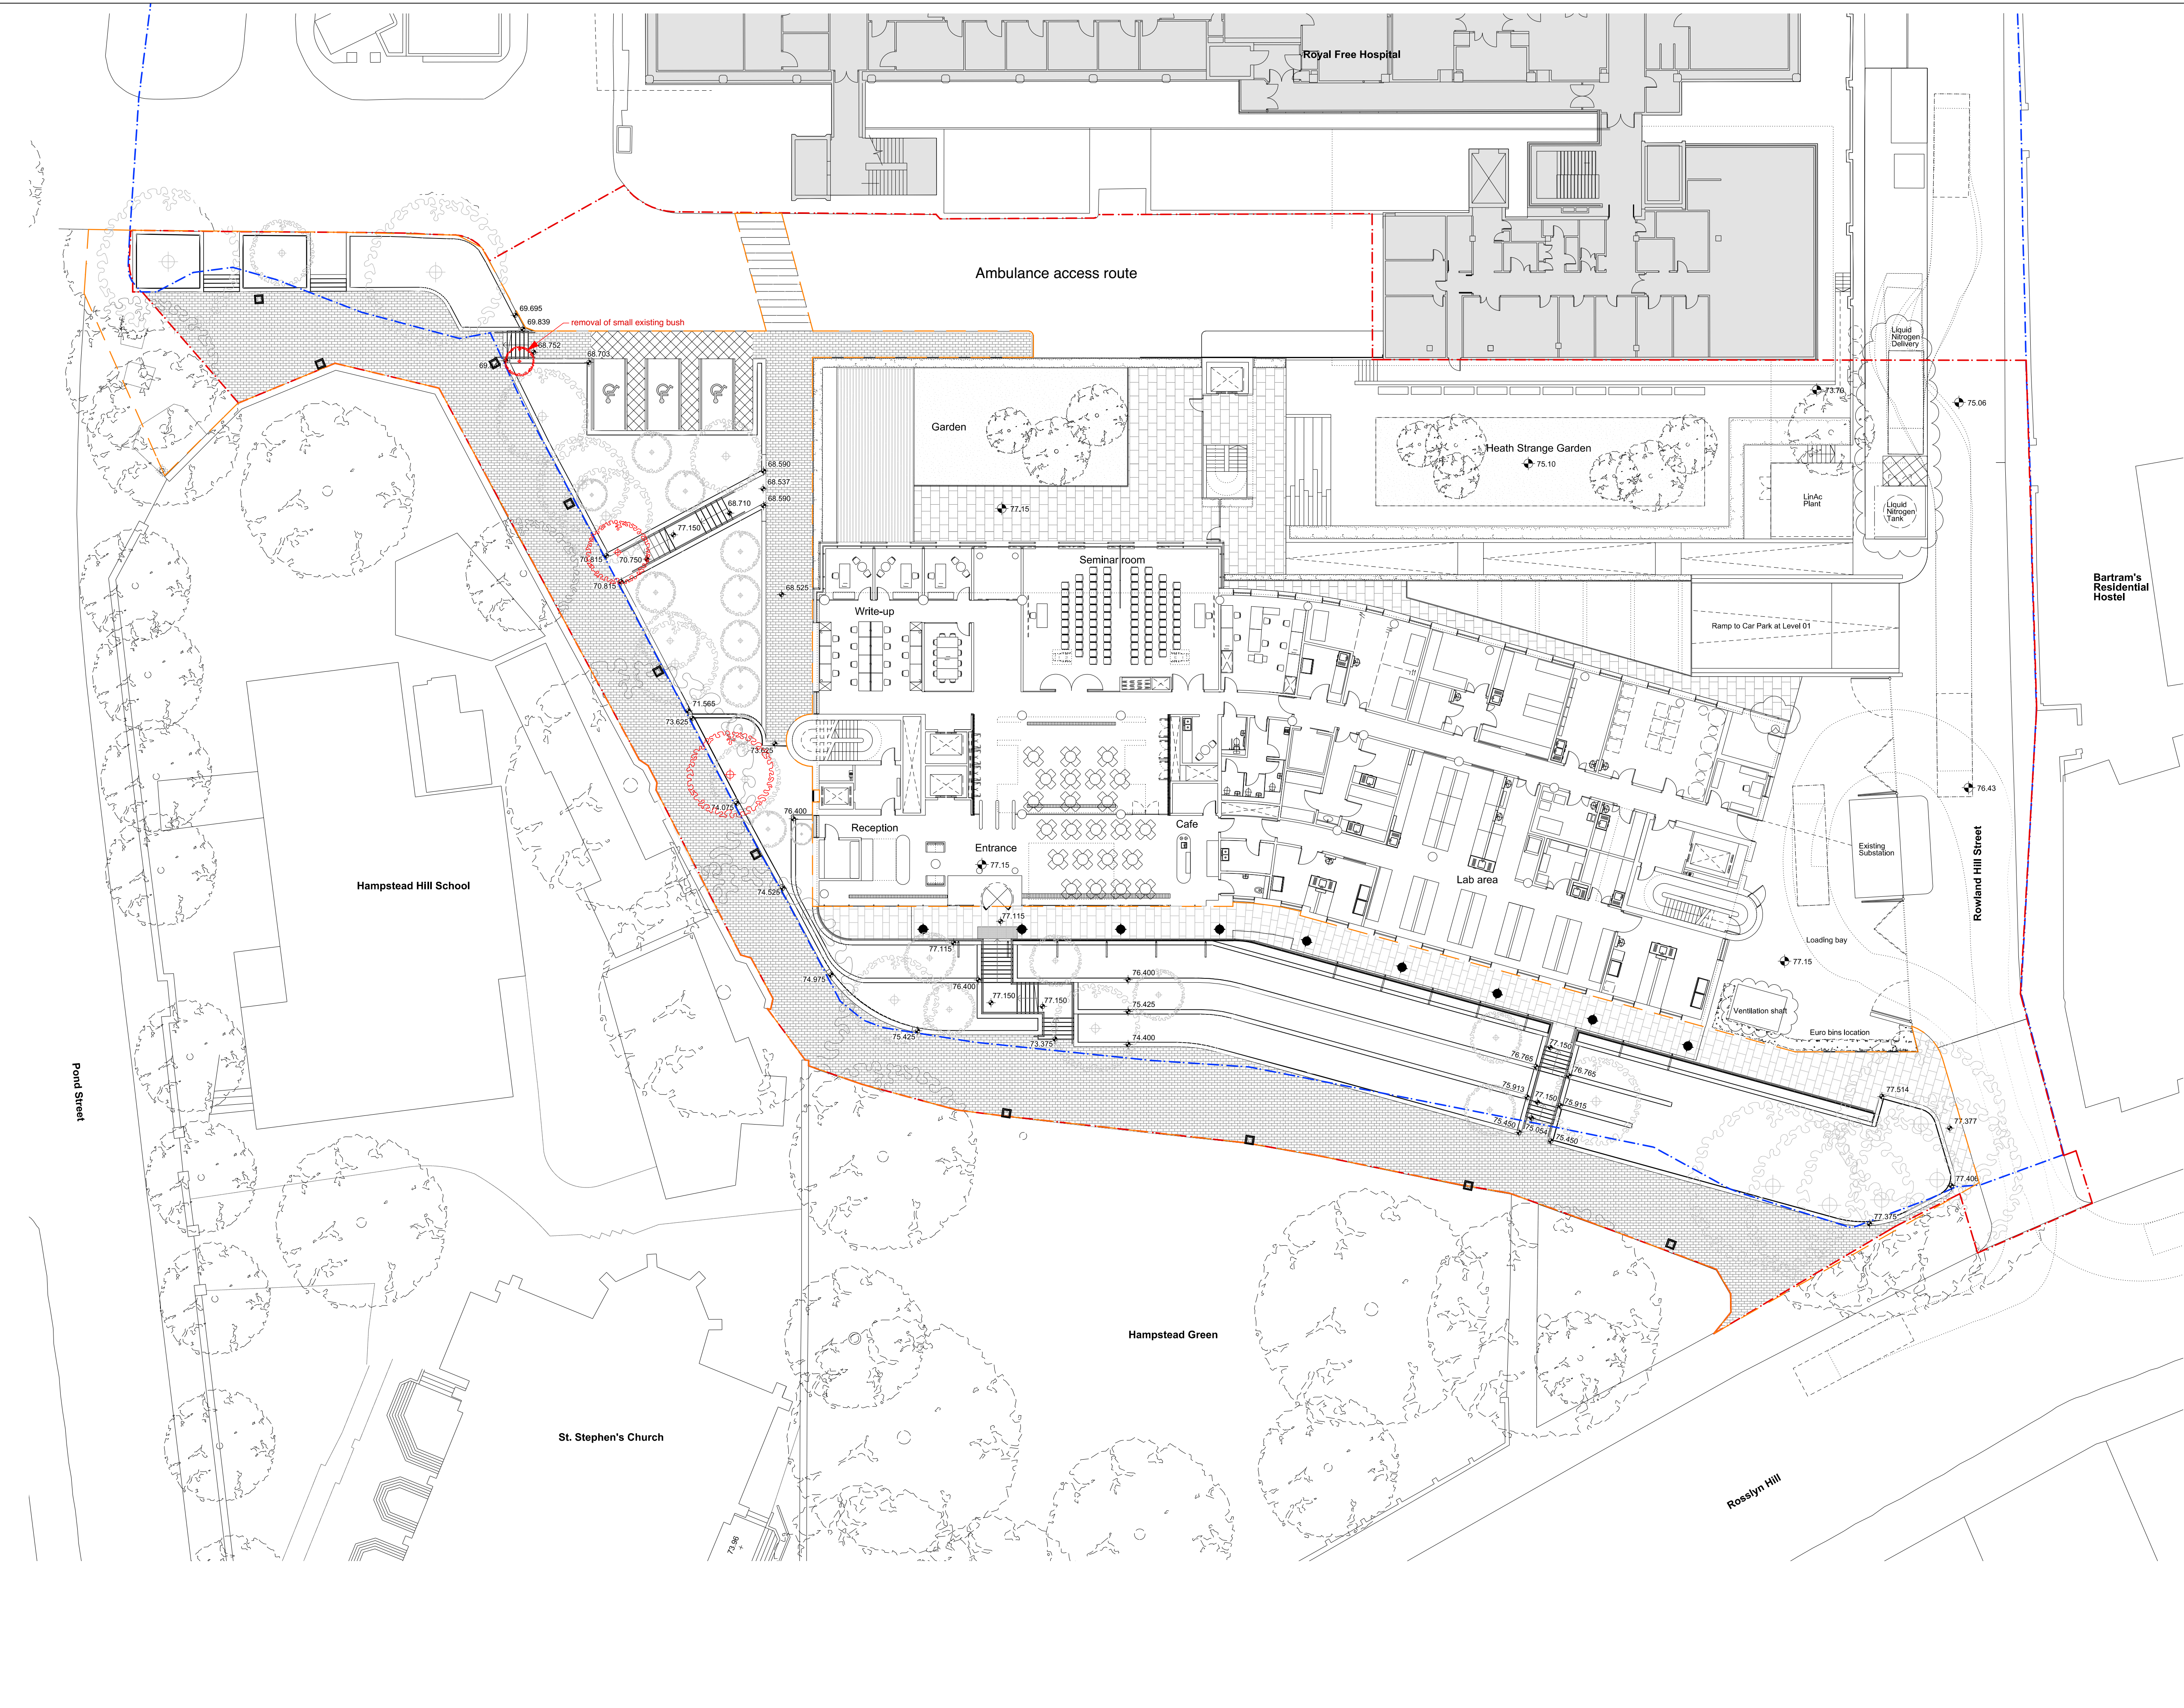 Royal Free Hospital
Ambulance access route
69.695
69.839
removal of small existing bush
68.752
68.703
Liquid
Nitrogen
Delivery
73.70
75.06
Garden
Heath Strange Garden
75.10
68.590
68.537
68.590
68.710
77.150
77.15
LinAc
Plant
Liquid
Nitrogen
Tank
70.815
70.750
70.815
68.525
Seminar room
Write-up
Bartram's
Residential
Hostel
Ramp to Car Park at Level 01
71.565
73.625
73.625
74.075
76.400
76.43
Reception
Cafe
Entrance
77.15
Existing
Substation
Rowland Hill Street
Hampstead Hill School
74.525
Lab area
77.115
77.115
Loading bay
77.15
74.975
76.400
76.400
77.150
77.150
75.425
Ventilation shaft
Euro bins location
75.425
73.375
74.400
77.150
76.765
76.765
75.913
77.150
75.915
75.450
75.054
75.450
77.514
77.377
77.406
77.375
Pond Street
Hampstead Green
St. Stephen's Church
Rosslyn Hill
73.96